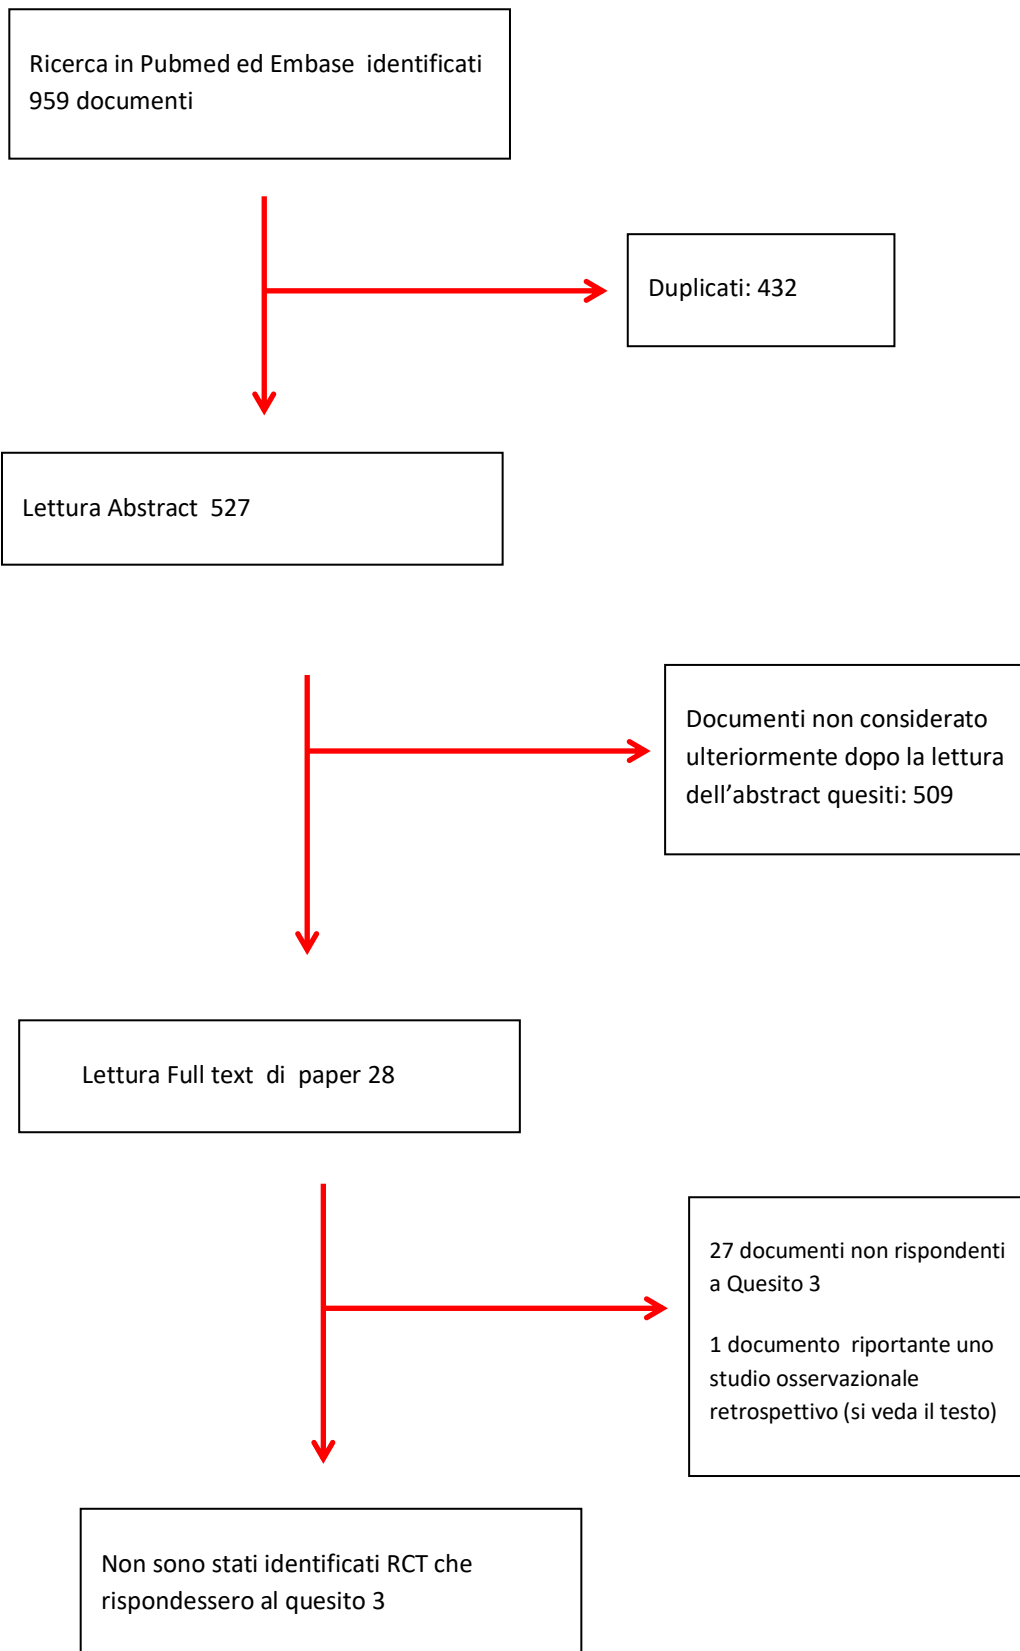 Ricerca in Pubmed ed Embase  identificati
959 documenti
Duplicati: 432
Lettura Abstract  527
Documenti non considerato
ulteriormente dopo la lettura
dell’abstract quesiti: 509
Lettura Full text  di  paper 28
27 documenti non rispondenti
a Quesito 3
1 documento  riportante uno
studio osservazionale
retrospettivo (si veda il testo)
Non sono stati identificati RCT che
rispondessero al quesito 3